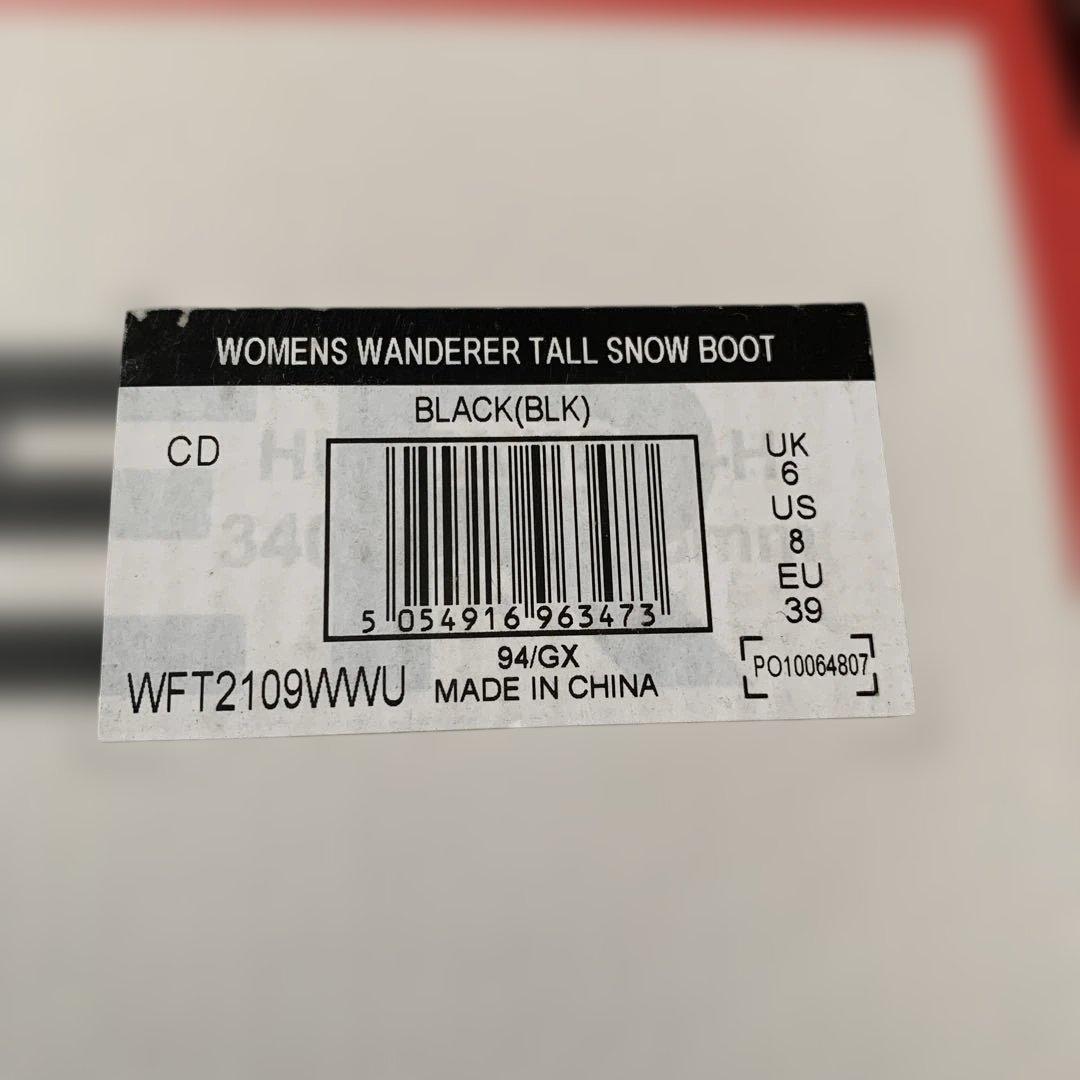 WOMENS WANDERER TALL SNOW BOOT
BLACK(BLK)
CD
UK
6
US
8
EU
39
5 054916 963473
94/GX
MADE IN CHINA
WFT2109WWU
PO10064807